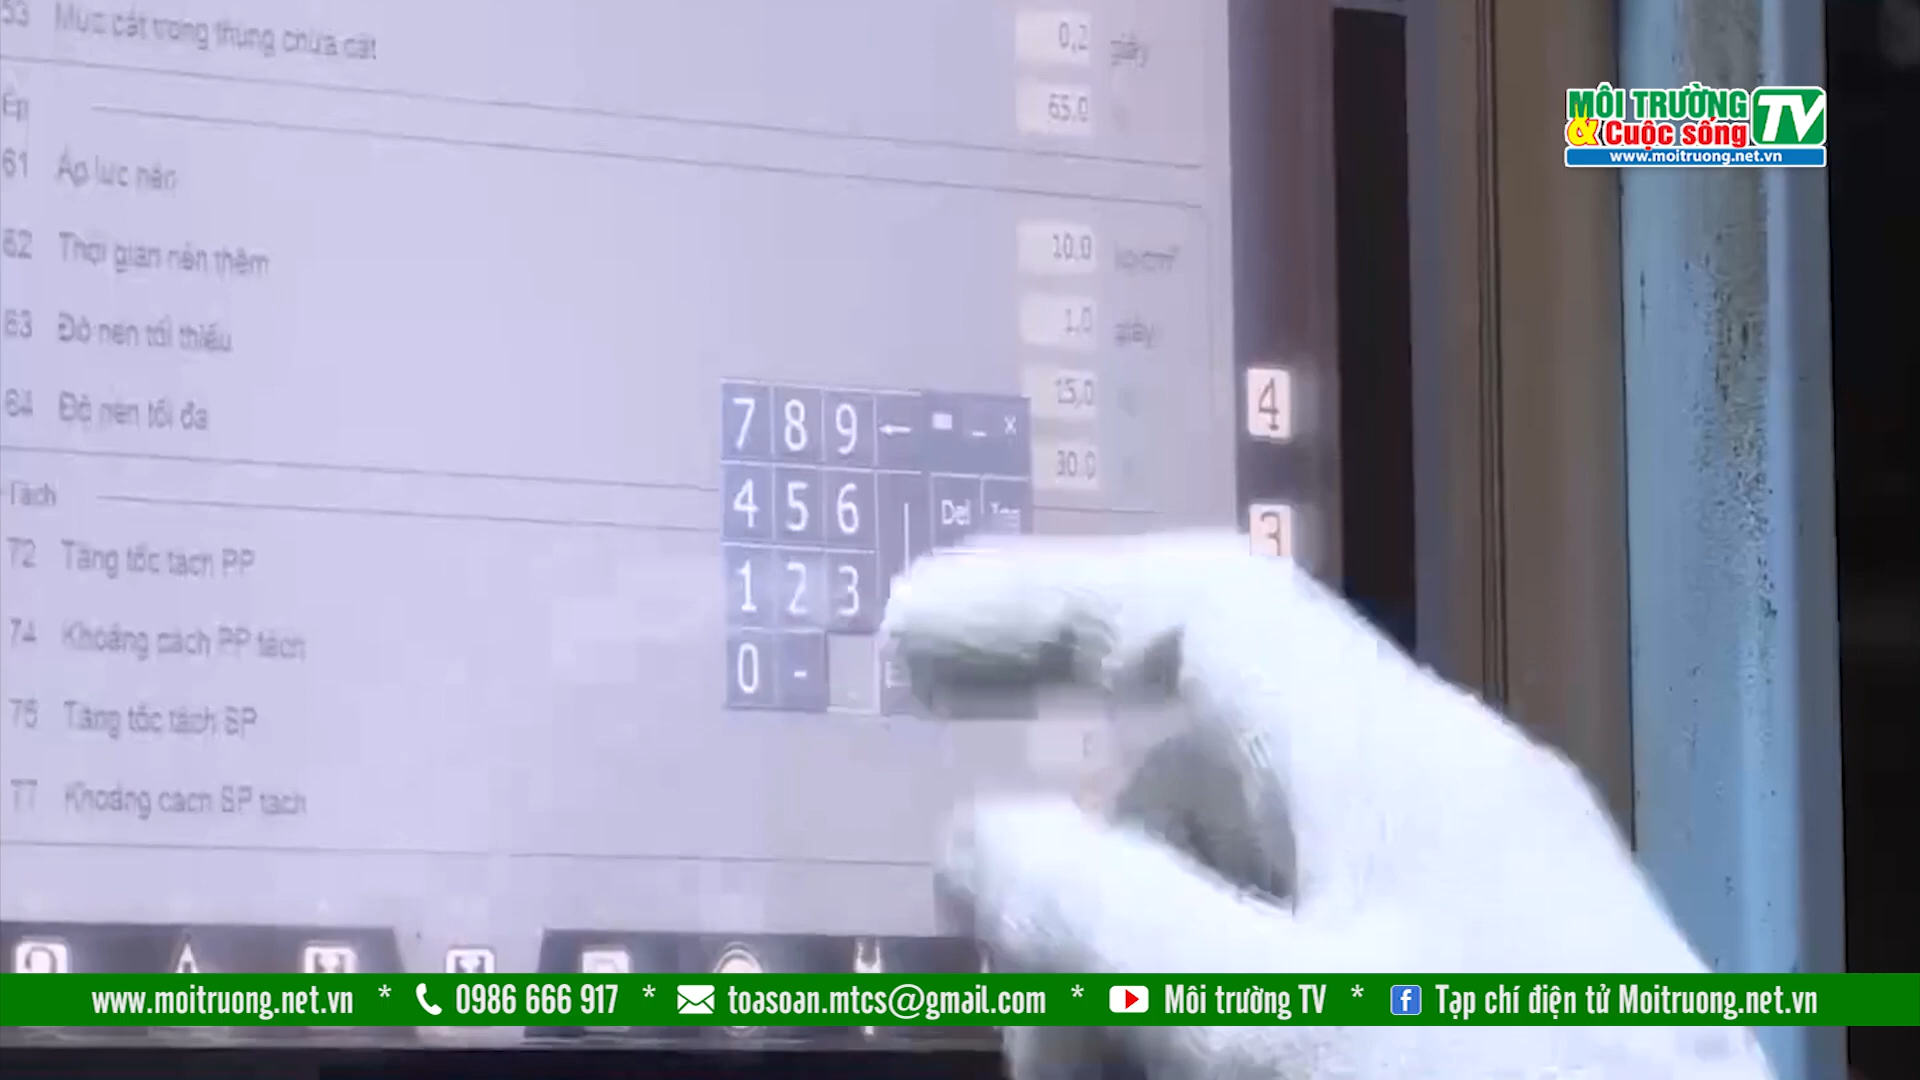 53 Mức cát trong thùng chứa cát
0,2 giây
65,0
Ép
61 Áp lực nén
10,0 kg/cm²
62 Thời gian nén thêm
1,0 giây
63 Độ nén tối thiểu
15,0
64 Độ nén tối đa
30,0
Tách
72 Tăng tốc tách PP
74 Khoảng cách PP tách
75 Tăng tốc tách SP
77 Khoảng cách SP tách
7 8 9 ← _ ×
4 5 6 Del
1 2 3
0 -
4
3
MÔI TRƯỜNG
& Cuộc sống TV
www.moitruong.net.vn
www.moitruong.net.vn * 0986 666 917 * toasoan.mtcs@gmail.com * Môi trường TV * Tạp chí điện tử Moitruong.net.vn